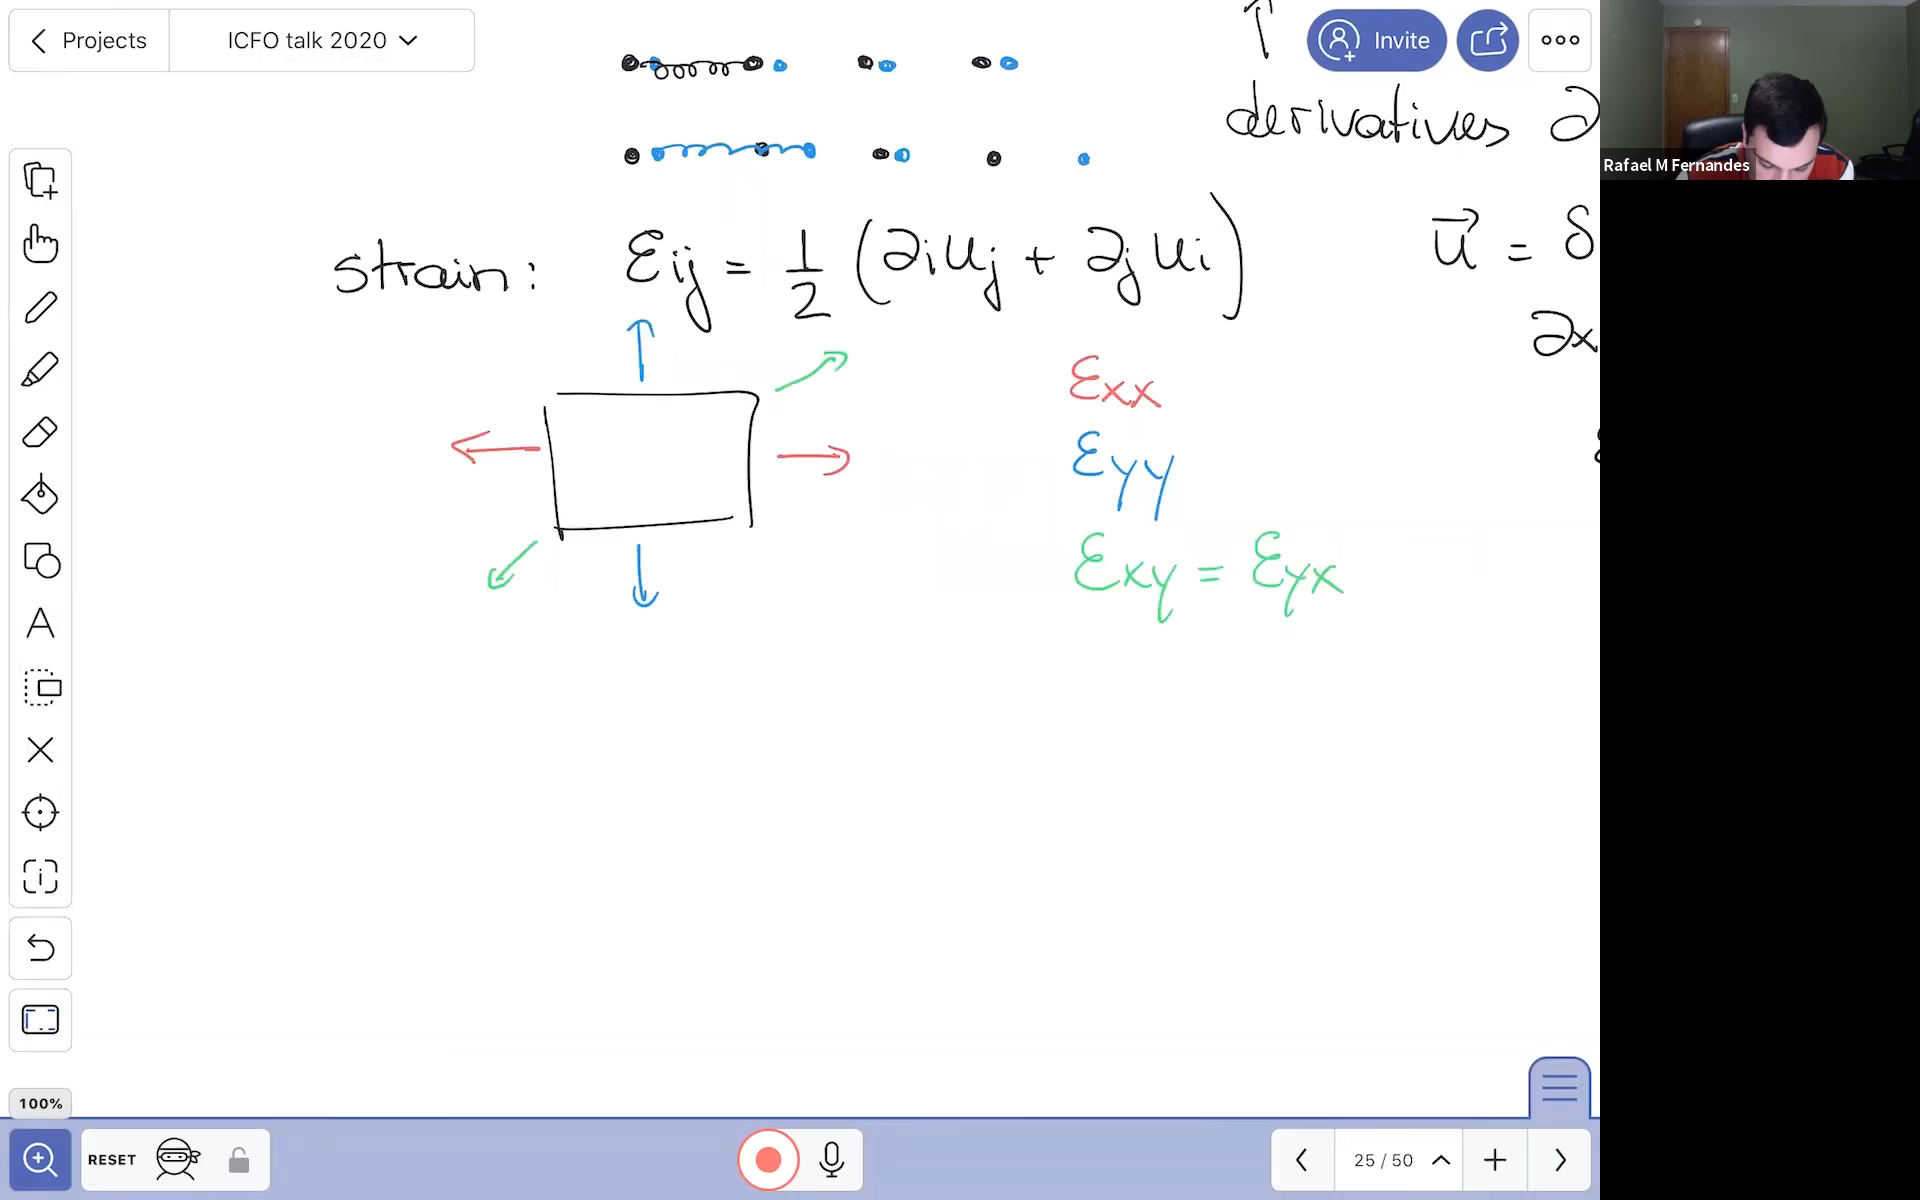 Projects
ICFO talk 2020
Invite
derivatives ∂
Rafael M Fernandes
strain: εij = 1/2 (∂iuj + ∂jui)
u⃗ = δ
∂x
εxx
εyy
εxy = εyx
A
100%
RESET
25 / 50